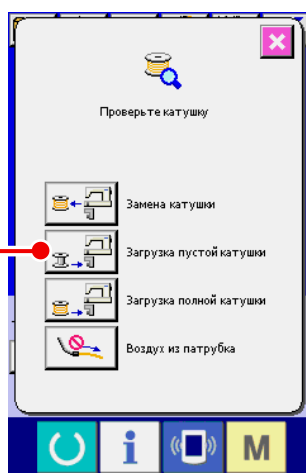 Проверьте катушку
Замена катушки
Загрузка пустой катушки
Загрузка полной катушки
Воздух из патрубка
i
M